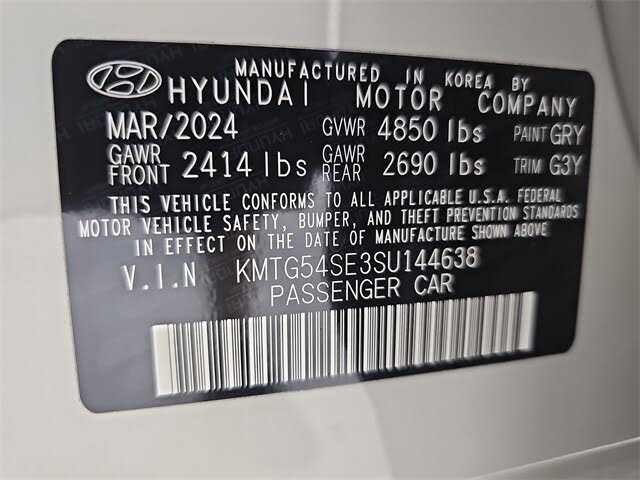 MANUFACTURED IN KOREA BY
HYUNDAI MOTOR COMPANY
MAR/2024 GVWR 4850 lbs PAINT GRY
GAWR FRONT 2414 lbs GAWR REAR 2690 lbs TRIM G3Y
THIS VEHICLE CONFORMS TO ALL APPLICABLE U.S.A. FEDERAL
MOTOR VEHICLE SAFETY, BUMPER, AND THEFT PREVENTION STANDARDS
IN EFFECT ON THE DATE OF MANUFACTURE SHOWN ABOVE.
V.I.N KMTG54SE3SU144638
PASSENGER CAR